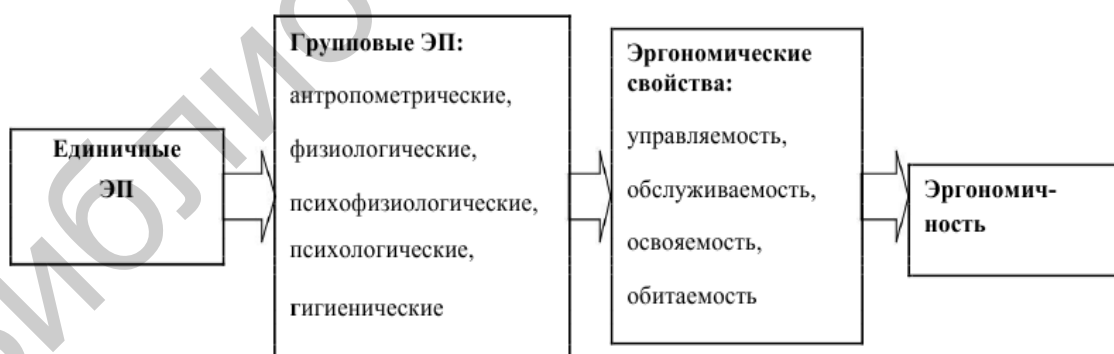 Единичные
ЭП
Групповые ЭП:
антропометрические,
физиологические,
психофизиологические,
психологические,
гигиенические
Эргономические
свойства:
управляемость,
обслуживаемость,
освояемость,
обитаемость
Эргономич-
ность